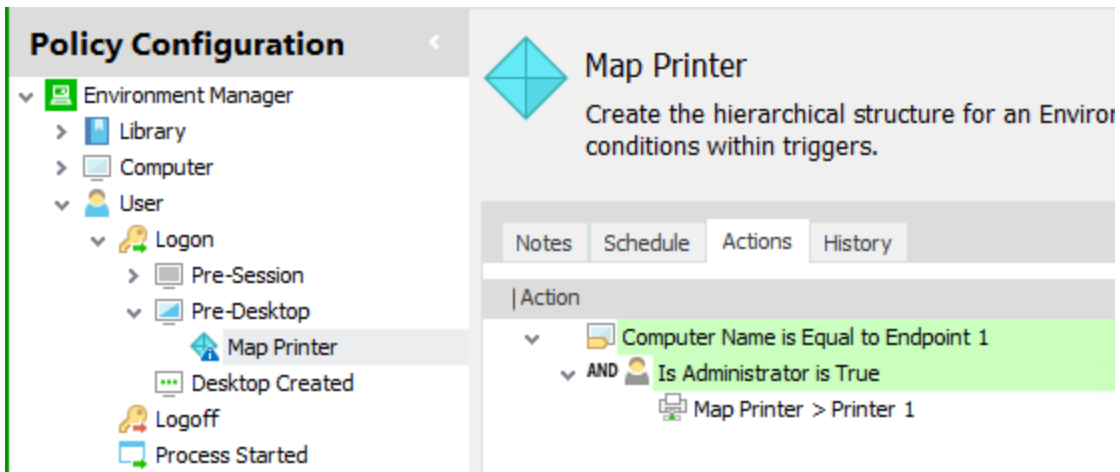 Policy Configuration
Environment Manager
Library
Computer
User
Logon
Pre-Session
Pre-Desktop
Map Printer
Desktop Created
Logoff
Process Started
Map Printer
Create the hierarchical structure for an Environ
conditions within triggers.
Notes Schedule Actions History
Action
Computer Name is Equal to Endpoint 1
AND Is Administrator is True
Map Printer > Printer 1